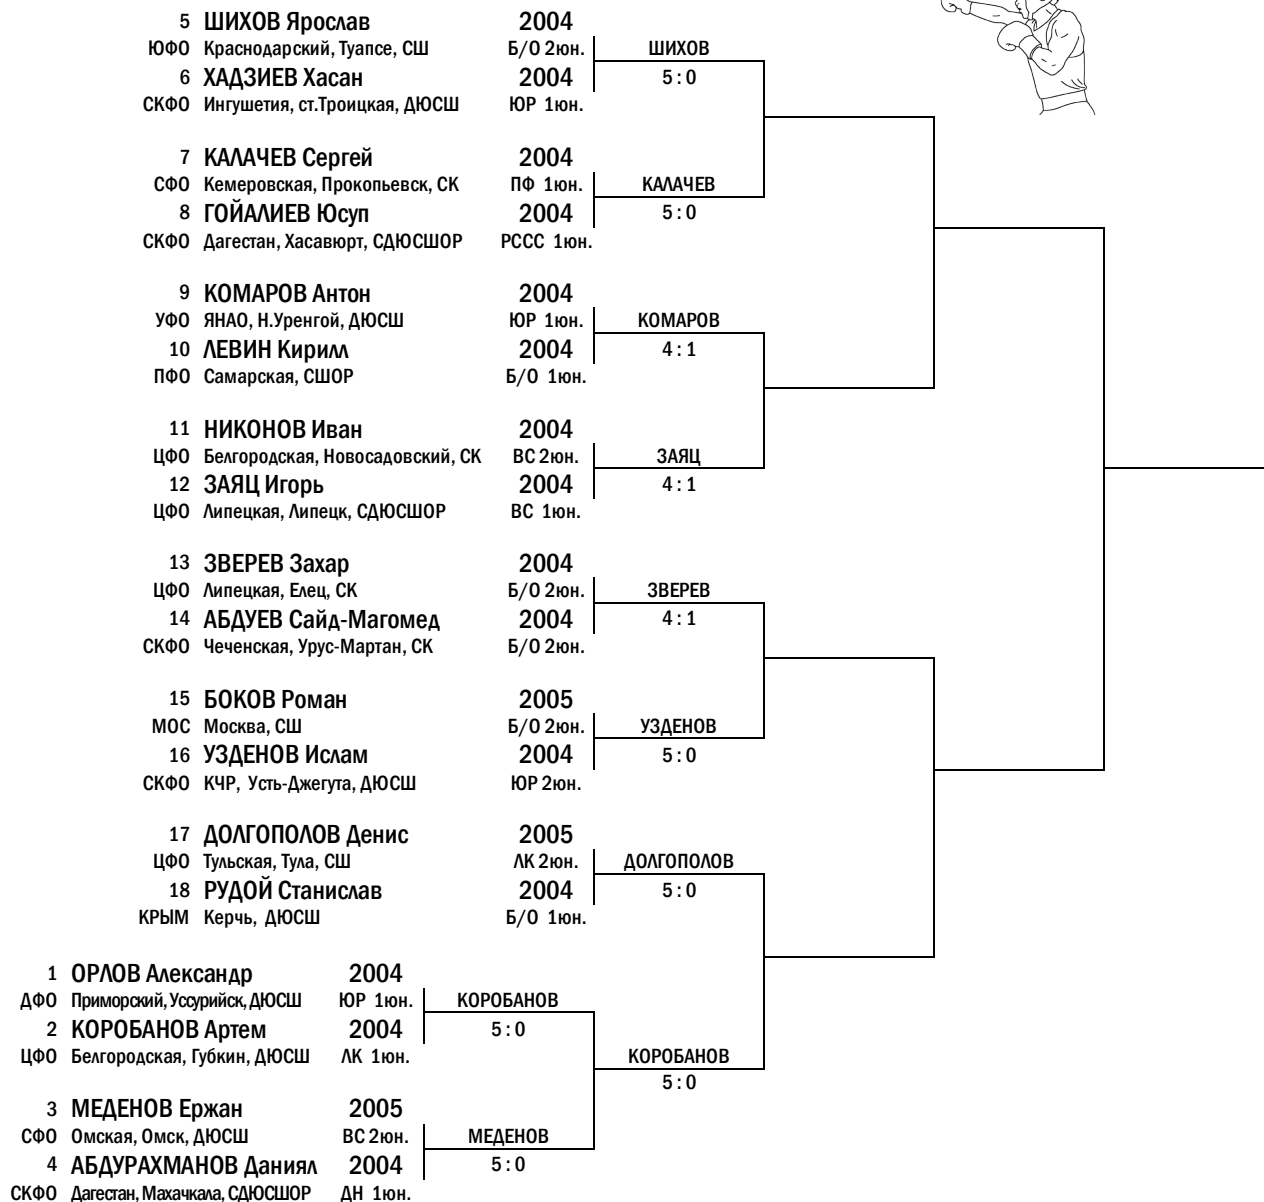 5 ШИХОВ Ярослав 2004
ЮФО Краснодарский, Туапсе, СШ Б/О 2юн. ШИХОВ
6 ХАДЗИЕВ Хасан 2004 5 : 0
СКФО Ингушетия, ст.Троицкая, ДЮСШ ЮР 1юн.
7 КАЛАЧЕВ Сергей 2004
СФО Кемеровская, Прокопьевск, СК ПФ 1юн. КАЛАЧЕВ
8 ГОЙАЛИЕВ Юсуп 2004 5 : 0
СКФО Дагестан, Хасавюрт, СДЮСШОР РССС 1юн.
9 КОМАРОВ Антон 2004
УФО ЯНАО, Н.Уренгой, ДЮСШ ЮР 1юн. КОМАРОВ
10 ЛЕВИН Кирилл 2004 4 : 1
ПФО Самарская, СШОР Б/О 1юн.
11 НИКОНОВ Иван 2004
ЦФО Белгородская, Новосадовский, СК ВС 2юн. ЗАЯЦ
12 ЗАЯЦ Игорь 2004 4 : 1
ЦФО Липецкая, Липецк, СДЮСШОР ВС 1юн.
13 ЗВЕРЕВ Захар 2004
ЦФО Липецкая, Елец, СК Б/О 2юн. ЗВЕРЕВ
14 АБДУЕВ Сайд-Магомед 2004 4 : 1
СКФО Чеченская, Урус-Мартан, СК Б/О 2юн.
15 БОКОВ Роман 2005
МОС Москва, СШ Б/О 2юн. УЗДЕНОВ
16 УЗДЕНОВ Ислам 2004 5 : 0
СКФО КЧР, Усть-Джегута, ДЮСШ ЮР 2юн.
17 ДОЛГОПОЛОВ Денис 2005
ЦФО Тульская, Тула, СШ ЛК 2юн. ДОЛГОПОЛОВ
18 РУДОЙ Станислав 2004 5 : 0
КРЫМ Керчь, ДЮСШ Б/О 1юн.
1 ОРЛОВ Александр 2004
ДФО Приморский, Уссурийск, ДЮСШ ЮР 1юн. КОРОБАНОВ
2 КОРОБАНОВ Артем 2004 5 : 0
ЦФО Белгородская, Губкин, ДЮСШ ЛК 1юн. КОРОБАНОВ
5 : 0
3 МЕДЕНОВ Ержан 2005
СФО Омская, Омск, ДЮСШ ВС 2юн. МЕДЕНОВ
4 АБДУРАХМАНОВ Даниял 2004 5 : 0
СКФО Дагестан, Махачкала, СДЮСШОР ДН 1юн.